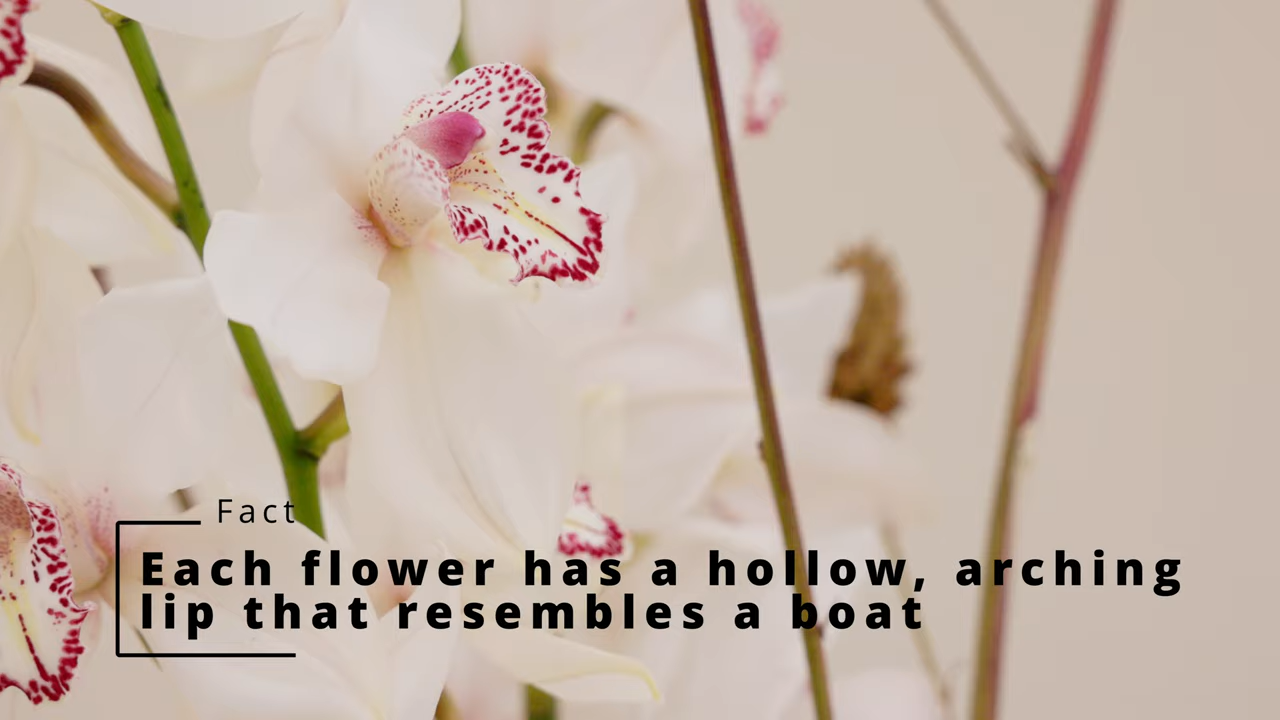 Fact
Each flower has a hollow, arching
lip that resembles a boat